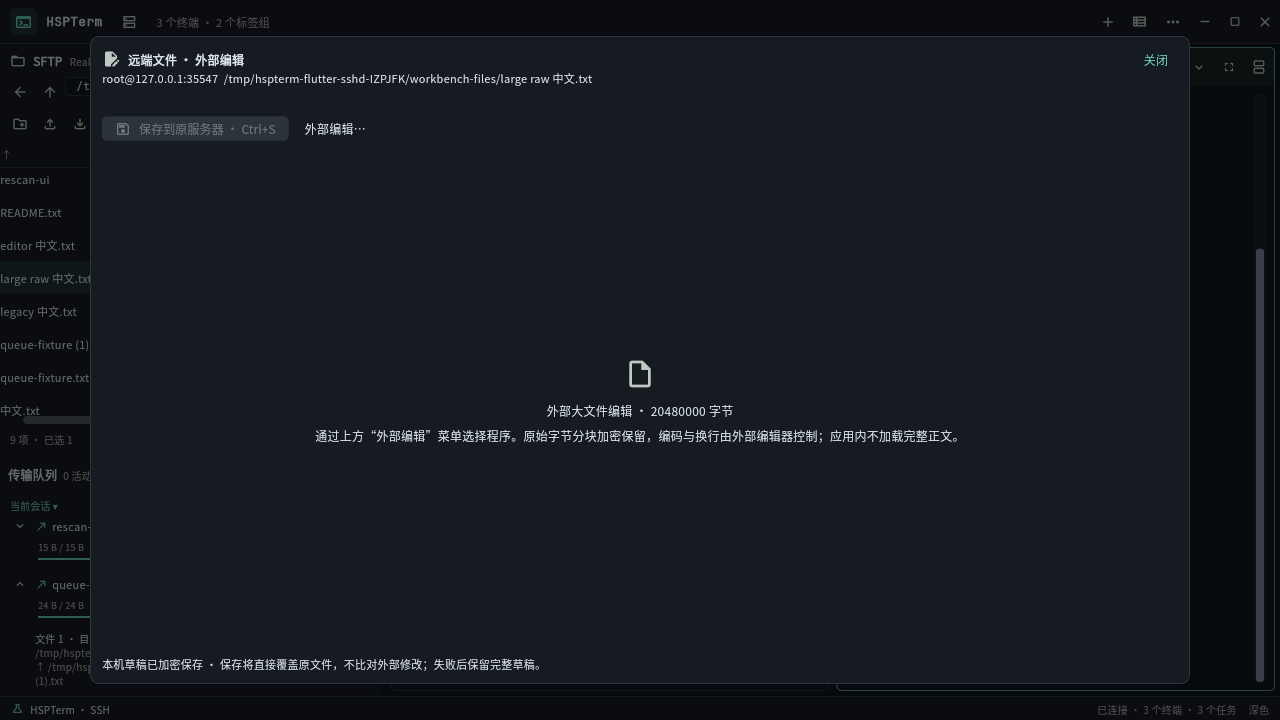 HSPTerm
3 个终端 · 2 个标签组
SFTP
远端文件 · 外部编辑
关闭
root@127.0.0.1:35547 /tmp/hspterm-flutter-sshd-IZPJFK/workbench-files/large raw 中文.txt
保存到原服务器 · Ctrl+S
外部编辑…
↑
rescan-ui
README.txt
editor 中文.txt
large raw 中文.txt
legacy 中文.txt
queue-fixture (1)
queue-fixture.txt
中文.txt
外部大文件编辑 · 20480000 字节
通过上方“外部编辑”菜单选择程序。原始字节分块加密保留，编码与换行由外部编辑器控制；应用内不加载完整正文。
9 项 · 已选 1
传输队列 0 活动
当前会话 ▾
rescan-
15 B / 15 B
queue-
24 B / 24 B
文件 1 · 目
/tmp/hspte
↑ /tmp/hsp
(1).txt
本机草稿已加密保存 · 保存将直接覆盖原文件，不比对外部修改；失败后保留完整草稿。
HSPTerm · SSH
已连接 · 3 个终端 · 3 个任务 深色